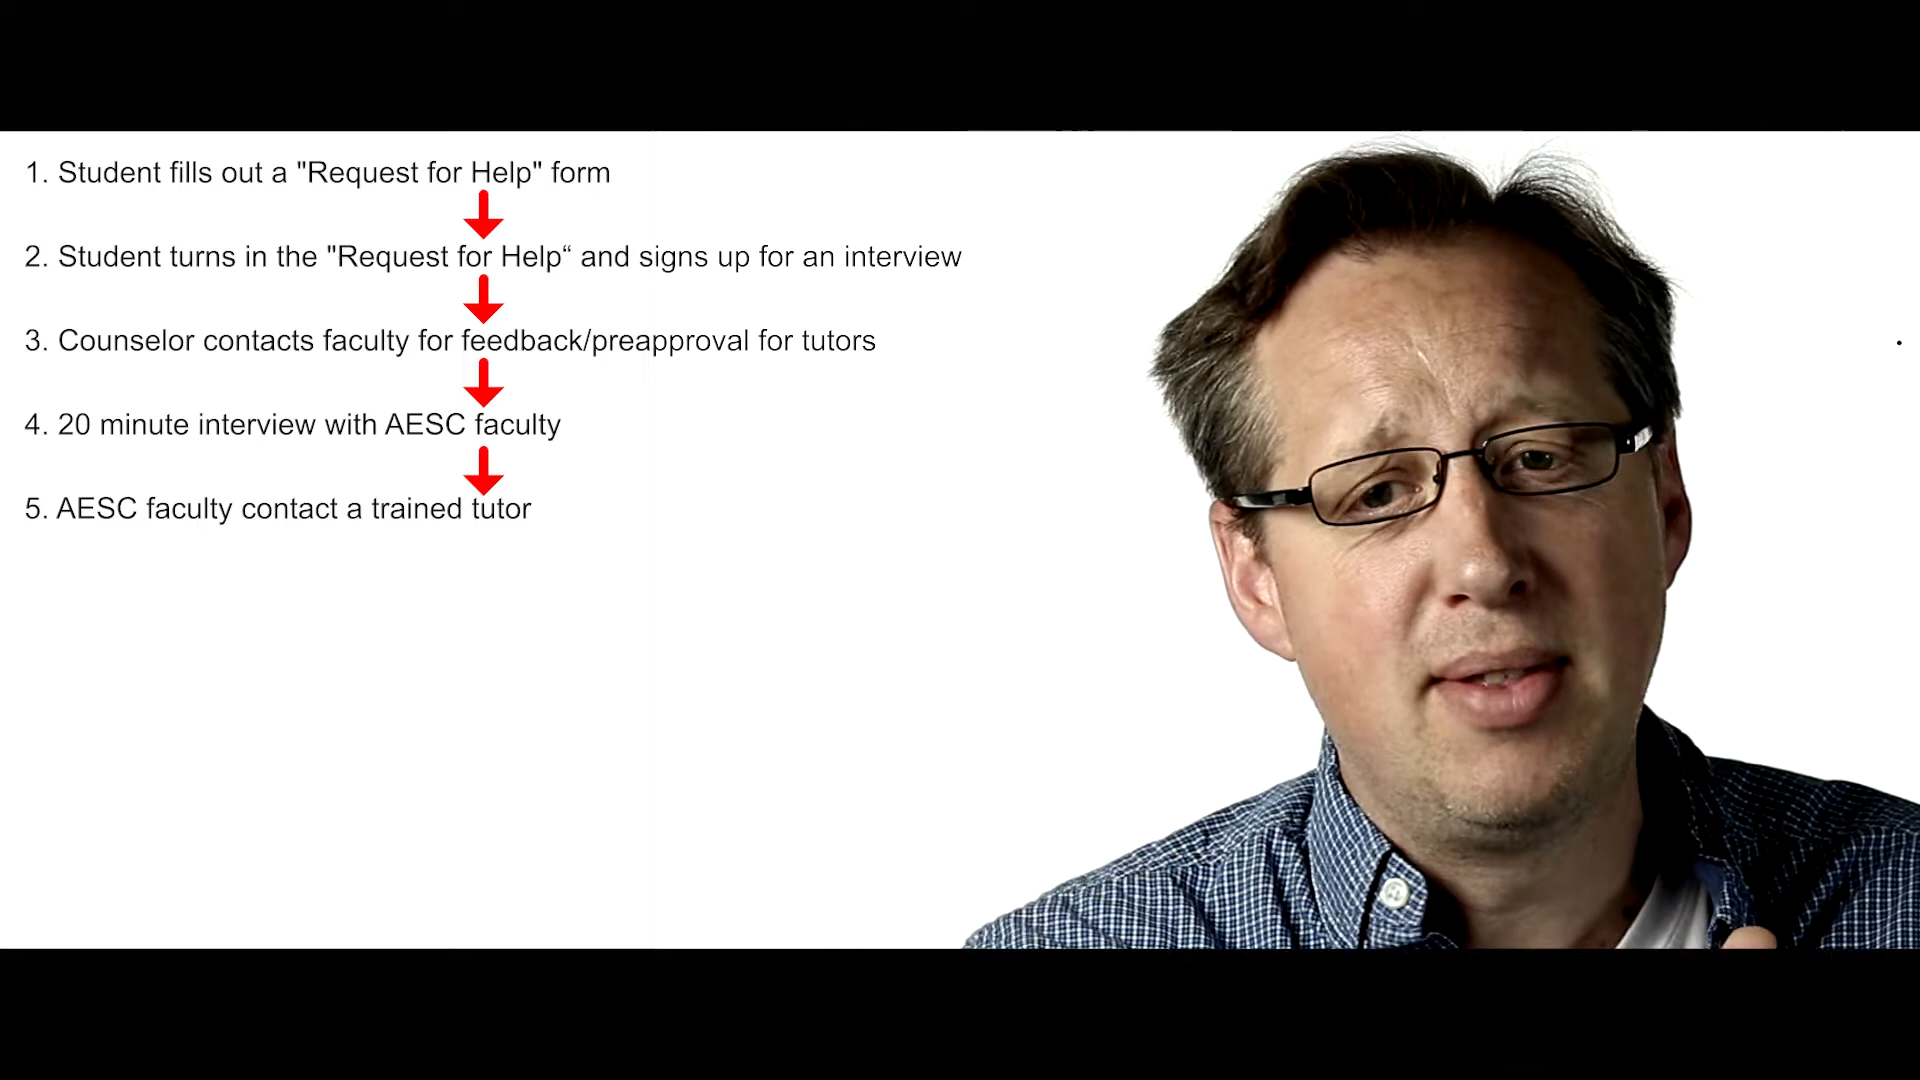 1. Student fills out a "Request for Help" form
2. Student turns in the "Request for Help“ and signs up for an interview
3. Counselor contacts faculty for feedback/preapproval for tutors
4. 20 minute interview with AESC faculty
5. AESC faculty contact a trained tutor